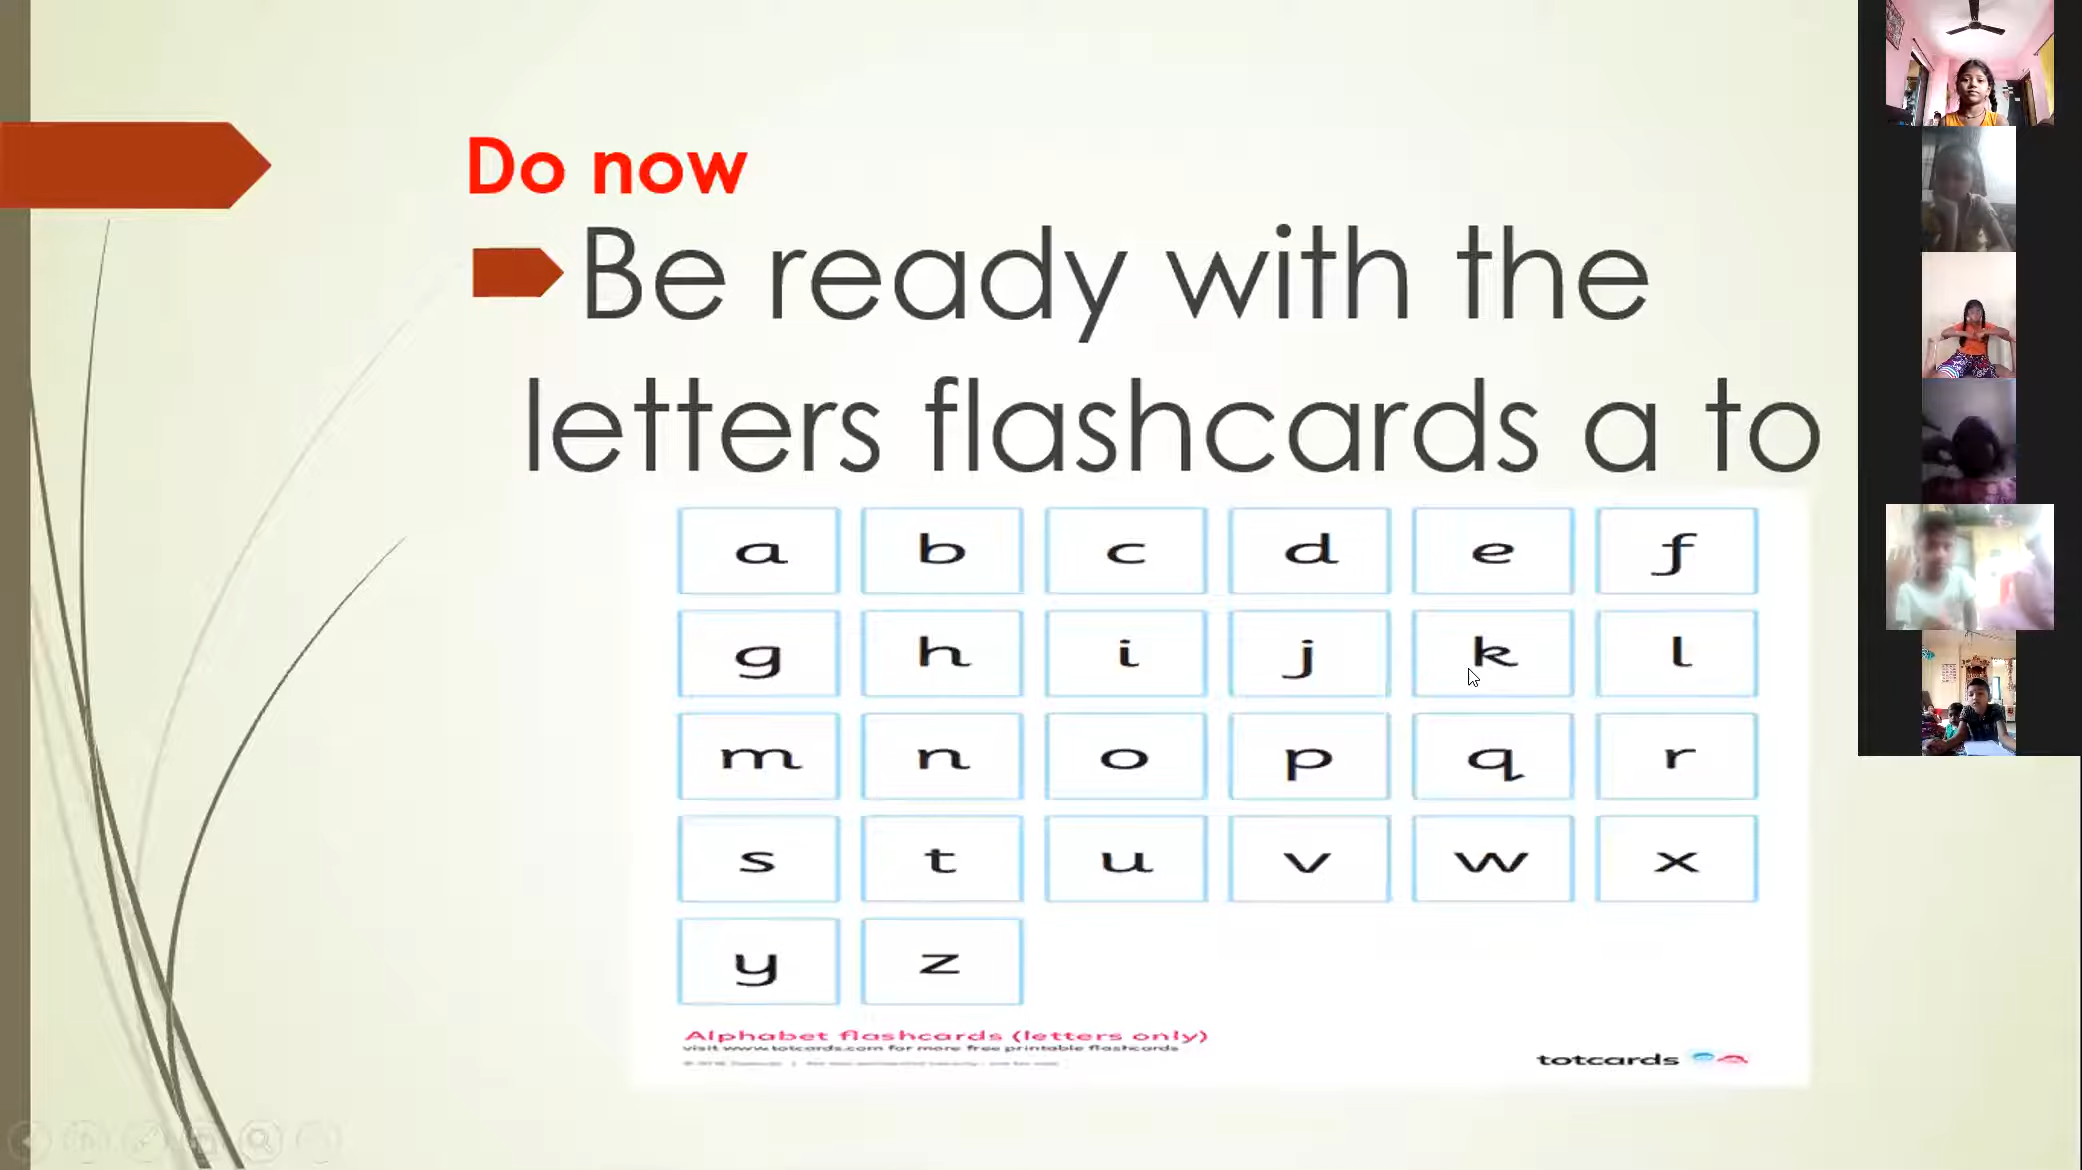 Do now
Be ready with the
letters flashcards a to
a b c d e f
g h i j k l
m n o p q r
s t u v w x
y z
Alphabet flashcards (letters only)
visit www.totcards.com for more free printable flashcards
totcards